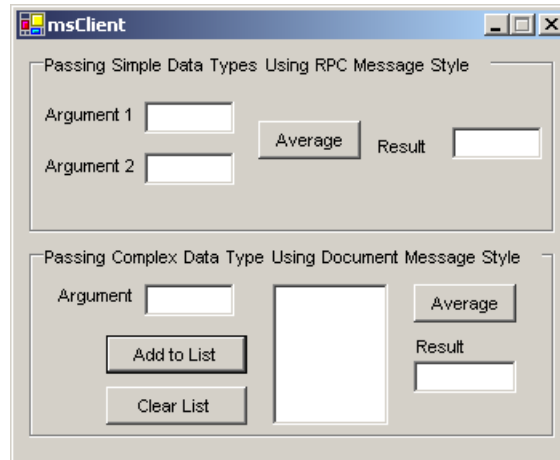 msClient
Passing Simple Data Types Using RPC Message Style
Argument 1
Average
Result
Argument 2
Passing Complex Data Type Using Document Message Style
Argument
Average
Add to List
Result
Clear List